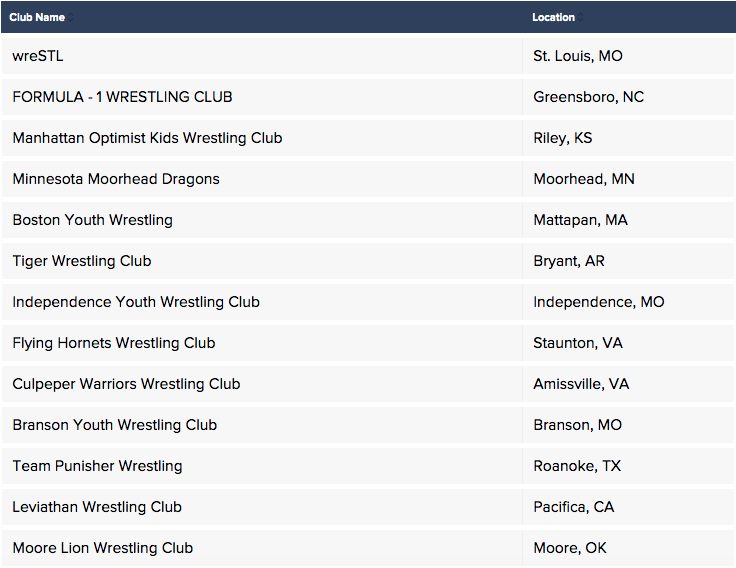 Club Name Location
wreSTL St. Louis, MO
FORMULA - 1 WRESTLING CLUB Greensboro, NC
Manhattan Optimist Kids Wrestling Club Riley, KS
Minnesota Moorhead Dragons Moorhead, MN
Boston Youth Wrestling Mattapan, MA
Tiger Wrestling Club Bryant, AR
Independence Youth Wrestling Club Independence, MO
Flying Hornets Wrestling Club Staunton, VA
Culpeper Warriors Wrestling Club Amissville, VA
Branson Youth Wrestling Club Branson, MO
Team Punisher Wrestling Roanoke, TX
Leviathan Wrestling Club Pacifica, CA
Moore Lion Wrestling Club Moore, OK